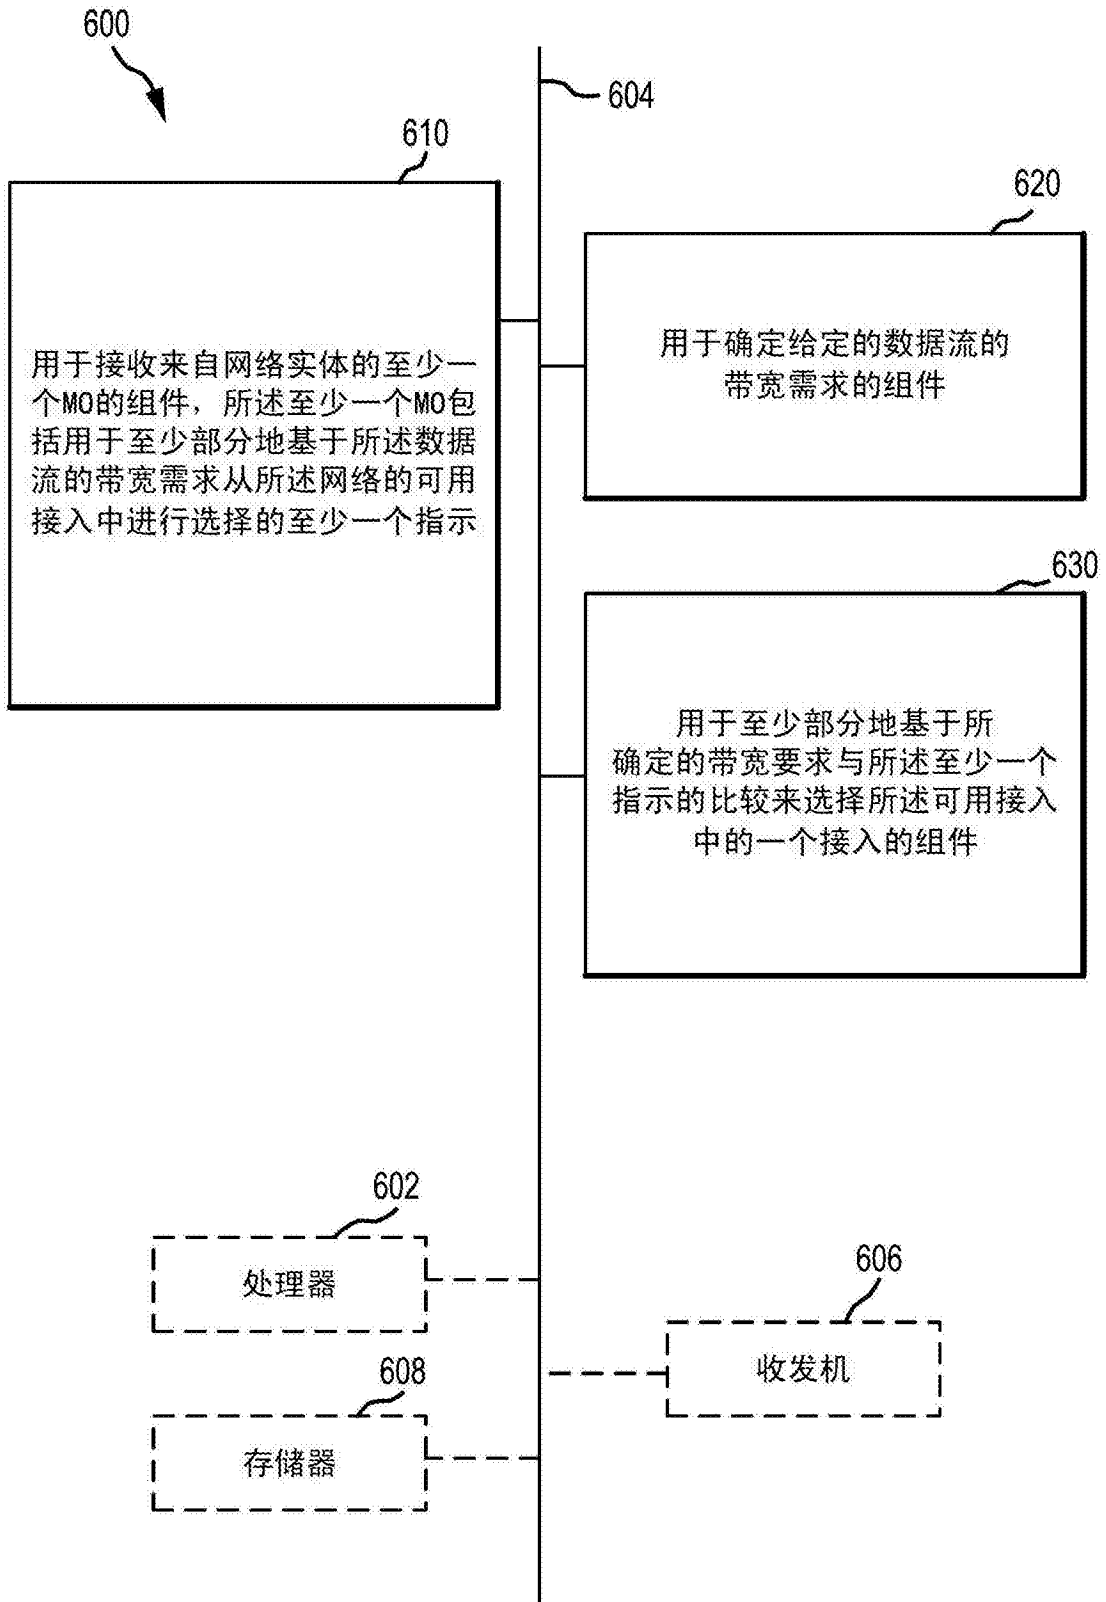 600
604
610
620
用于接收来自网络实体的至少一
个MO的组件，所述至少一个MO包
括用于至少部分地基于所述数据
流的带宽需求从所述网络的可用
接入中进行选择的至少一个指示
用于确定给定的数据流的
带宽需求的组件
630
用于至少部分地基于所
确定的带宽要求与所述至少一个
指示的比较来选择所述可用接入
中的一个接入的组件
602
处理器
606
收发机
608
存储器